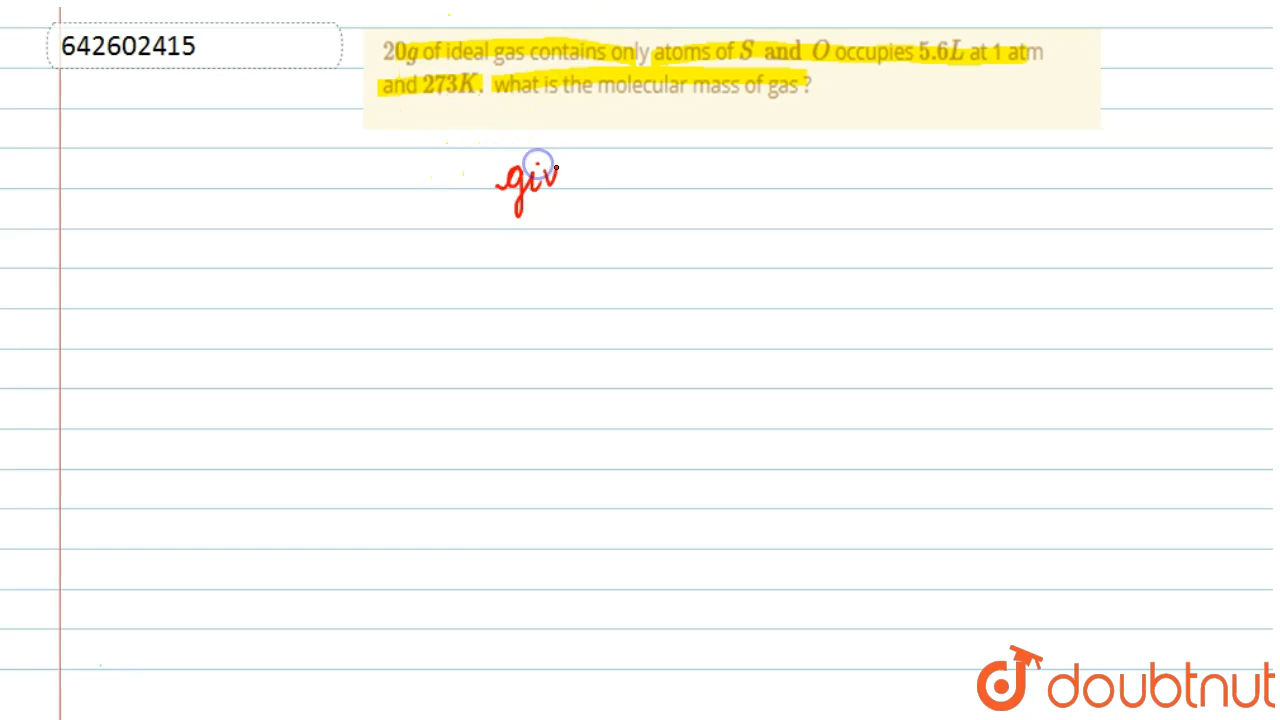 642602415
20g of ideal gas contains only atoms of S and O occupies 5.6L at 1 atm
and 273K. what is the molecular mass of gas ?
giv
doubtnut